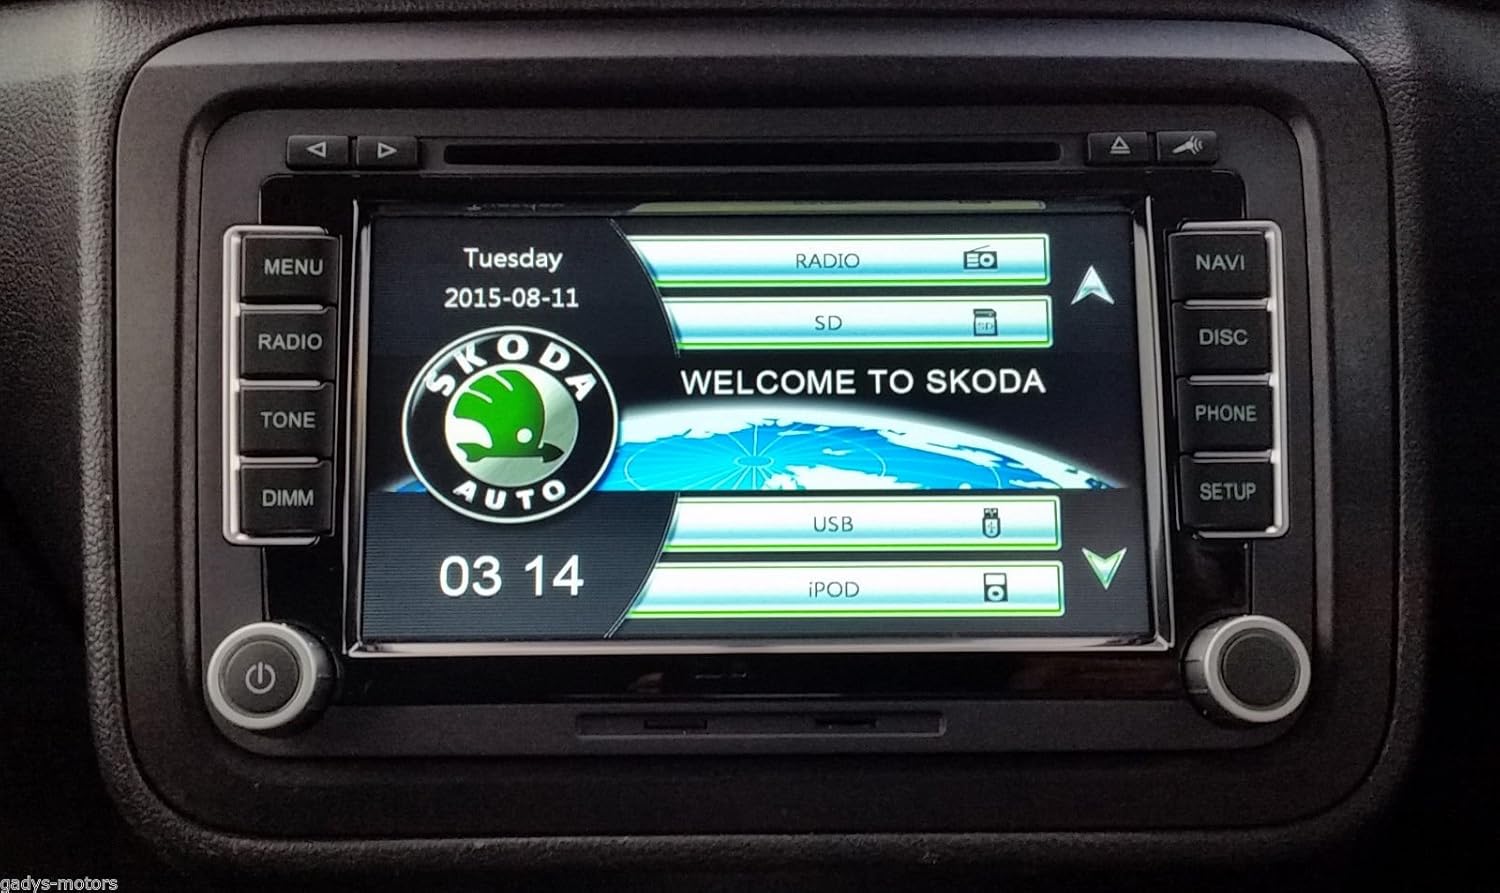 Tuesday
2015-08-11
SKODA
AUTO
03 14
RADIO
SD
SD
WELCOME TO SKODA
USB
iPOD
MENU
RADIO
TONE
DIMM
NAVI
DISC
PHONE
SETUP
gadys-motors